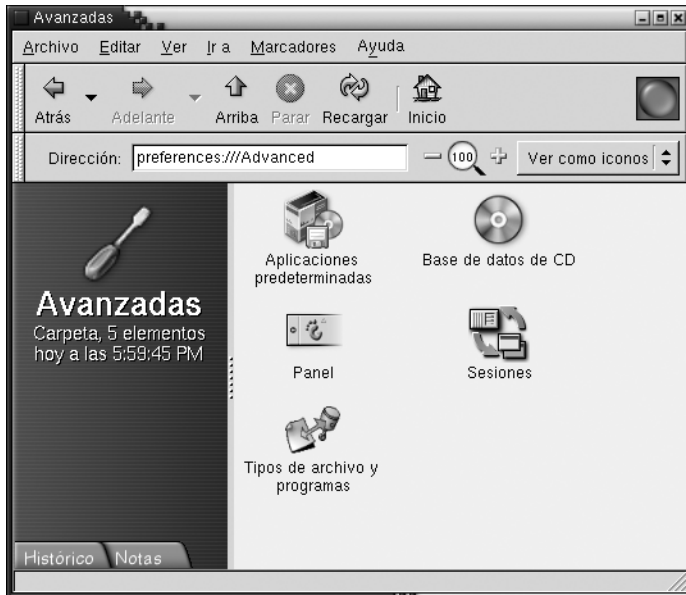 Avanzadas
Archivo Editar Ver Ir a Marcadores Ayuda
Atrás Adelante Arriba Parar Recargar Inicio
Dirección: preferences:///Advanced 100 Ver como iconos
Avanzadas
Carpeta, 5 elementos
hoy a las 5:59:45 PM
Aplicaciones
predeterminadas
Base de datos de CD
Panel
Sesiones
Tipos de archivo y
programas
Histórico Notas